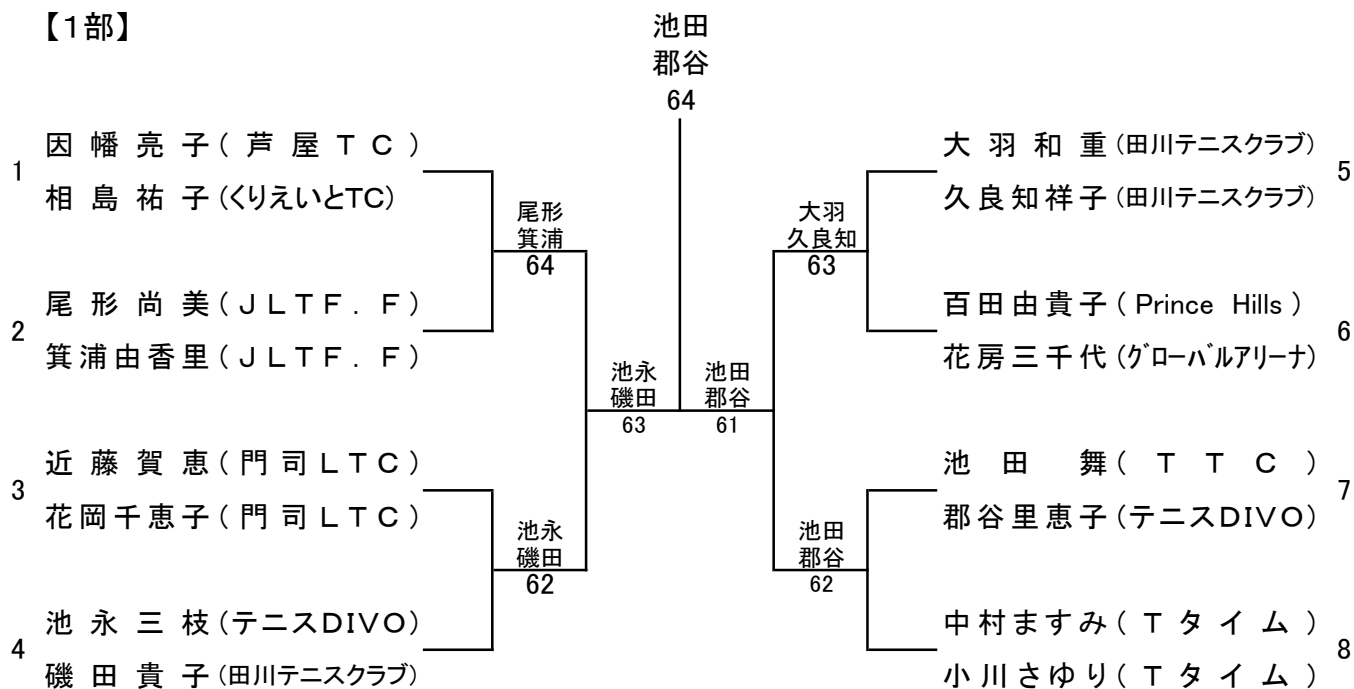 【1部】
池田
郡谷
64
1
因幡亮子(芦屋TC)
相島祐子(くりえいとTC)
2
尾形尚美(JLTF.F)
箕浦由香里(JLTF.F)
3
近藤賀恵(門司LTC)
花岡千恵子(門司LTC)
4
池永三枝(テニスDIVO)
磯田貴子(田川テニスクラブ)
尾形
箕浦
64
池永
磯田
62
池永
磯田
63
池田
郡谷
61
大羽
久良知
63
池田
郡谷
62
大羽和重(田川テニスクラブ)
久良知祥子(田川テニスクラブ)
5
百田由貴子(Prince Hills)
花房三千代(グローバルアリーナ)
6
池田 舞(TTC)
郡谷里恵子(テニスDIVO)
7
中村ますみ(Tタイム)
小川さゆり(Tタイム)
8